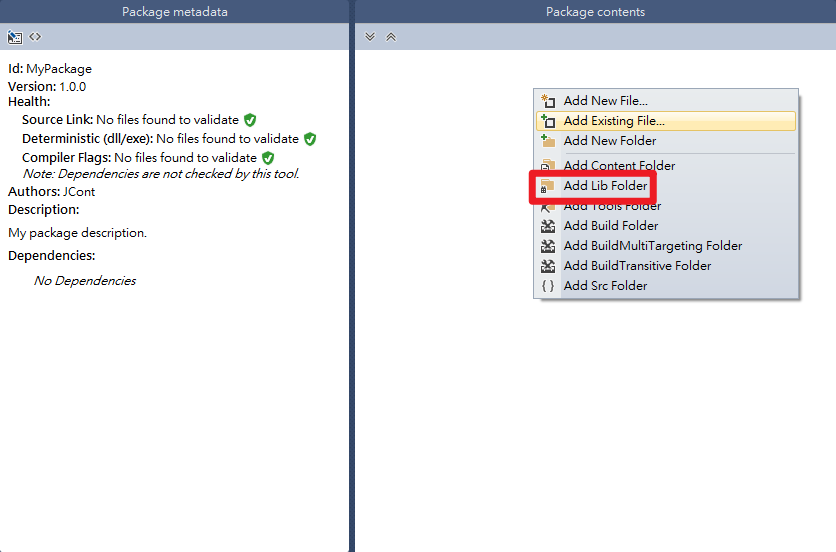 Package metadata
Package contents
Id: MyPackage
Version: 1.0.0
Health:
Source Link: No files found to validate
Deterministic (dll/exe): No files found to validate
Compiler Flags: No files found to validate
Note: Dependencies are not checked by this tool.
Authors: JCont
Description:
My package description.
Dependencies:
No Dependencies
Add New File...
Add Existing File...
Add New Folder
Add Content Folder
Add Lib Folder
Add Tools Folder
Add Build Folder
Add BuildMultiTargeting Folder
Add BuildTransitive Folder
Add Src Folder